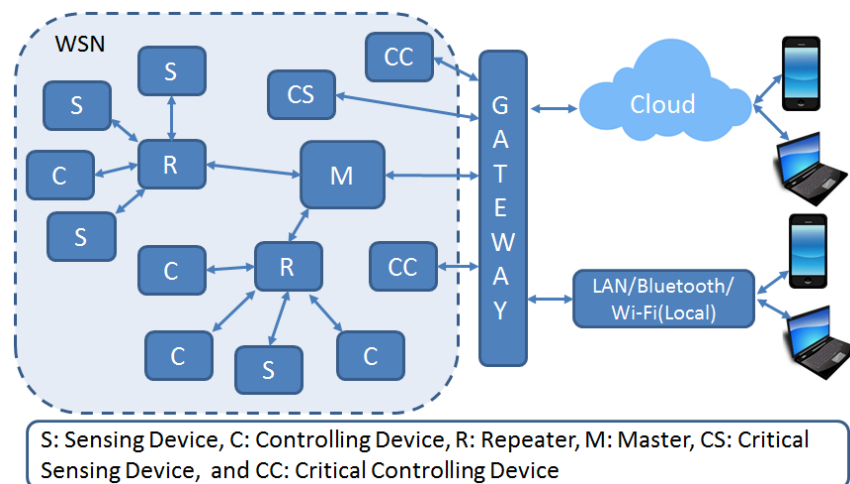 WSN
S
CC
S
CS
C
R
M
S
C
R
CC
C
S
C
GATEWAY
Cloud
LAN/Bluetooth/
Wi-Fi(Local)
S: Sensing Device, C: Controlling Device, R: Repeater, M: Master, CS: Critical
Sensing Device, and CC: Critical Controlling Device